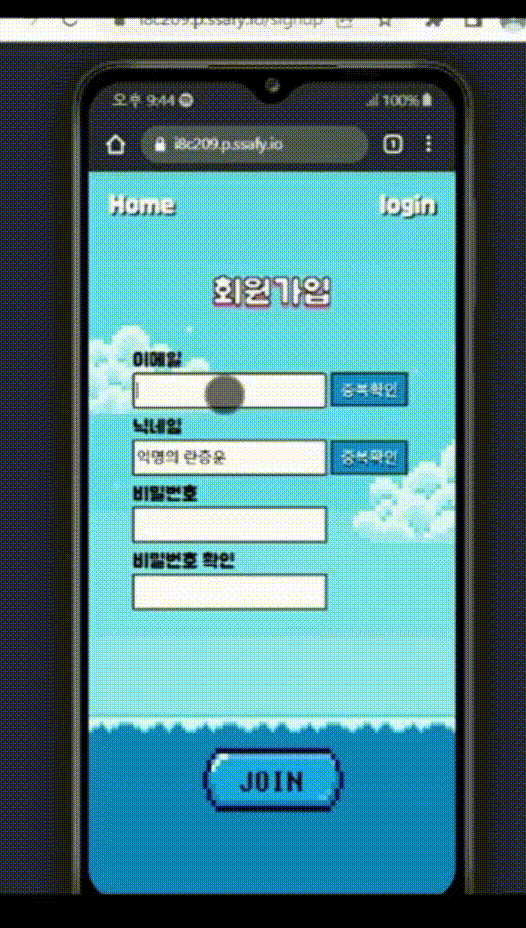 i8c209.p.ssafy.io/signup
오후 9:44
100%
i8c209.p.ssafy.io
1
Home login
회원가입
이메일
중복확인
닉네임
익명의 란증운
중복확인
비밀번호
비밀번호 확인
JOIN